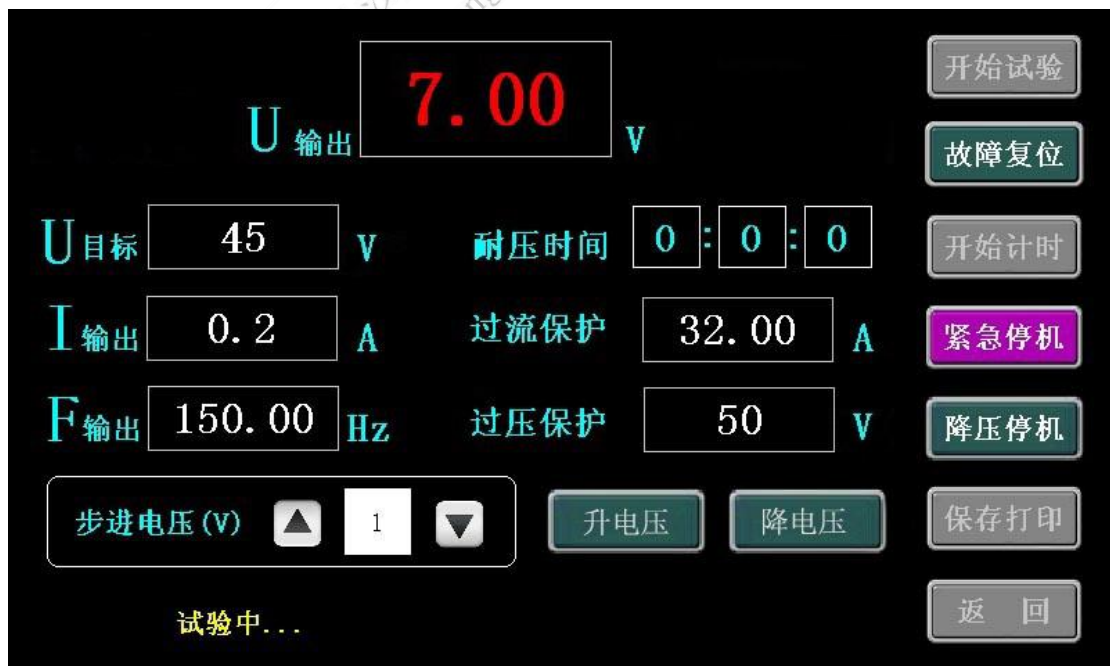 7.00
U输出 V
开始试验
故障复位
U目标 45 V
耐压时间 0 : 0 : 0
开始计时
I输出 0.2 A
过流保护 32.00 A
紧急停机
F输出 150.00 Hz
过压保护 50 V
降压停机
步进电压(V) 1
升电压
降电压
保存打印
试验中...
返 回